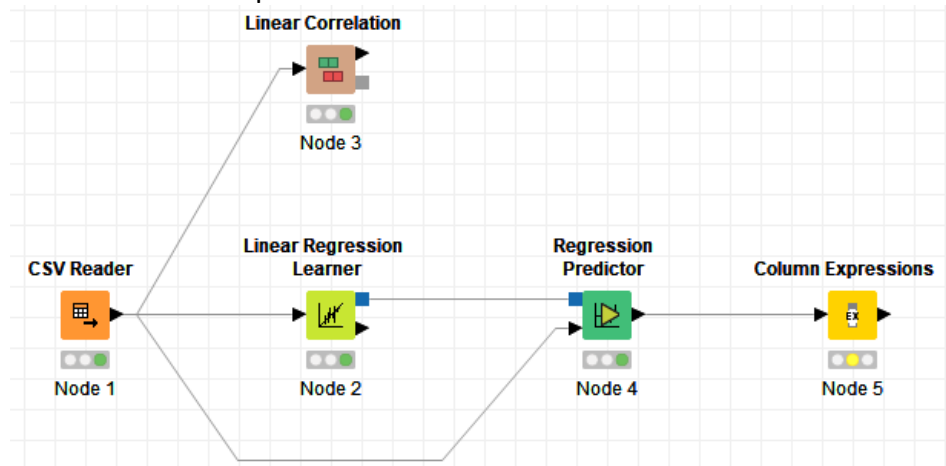 Linear Correlation
Node 3
CSV Reader
Node 1
Linear Regression
Learner
Node 2
Regression
Predictor
Node 4
Column Expressions
EX
Node 5